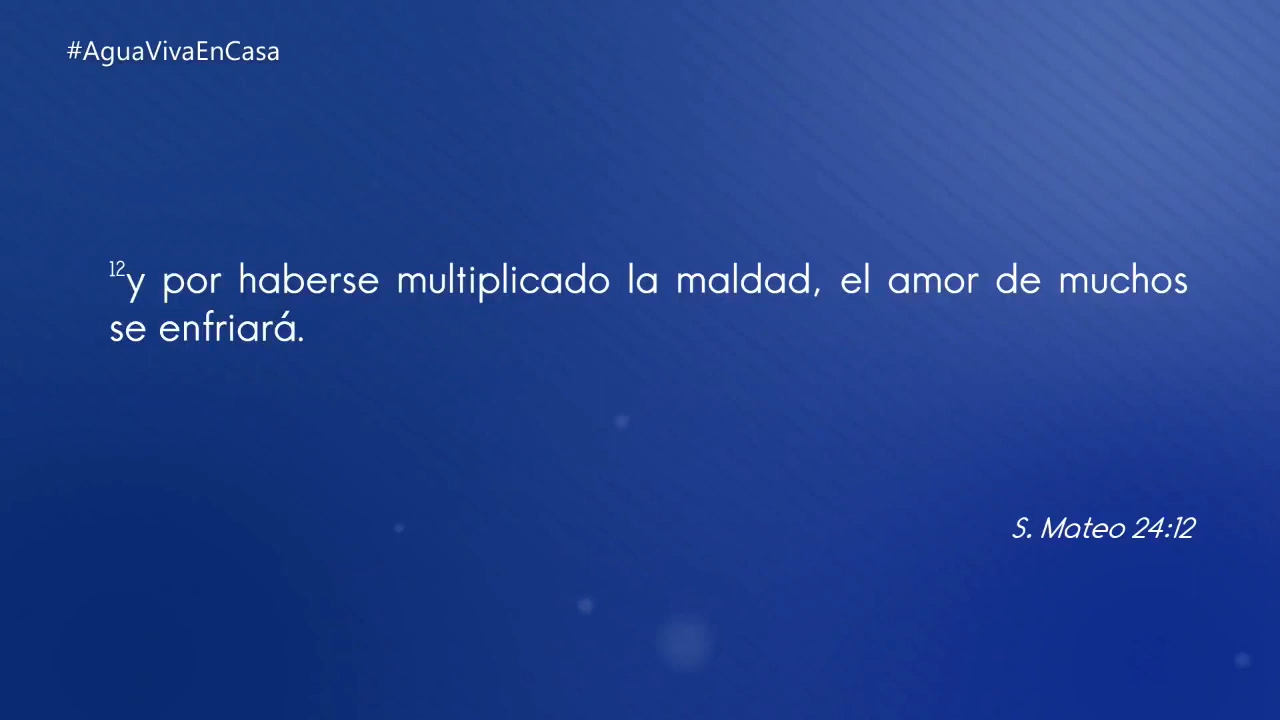 #AguaVivaEnCasa
12y por haberse multiplicado la maldad, el amor de muchos
se enfriará.
S. Mateo 24:12